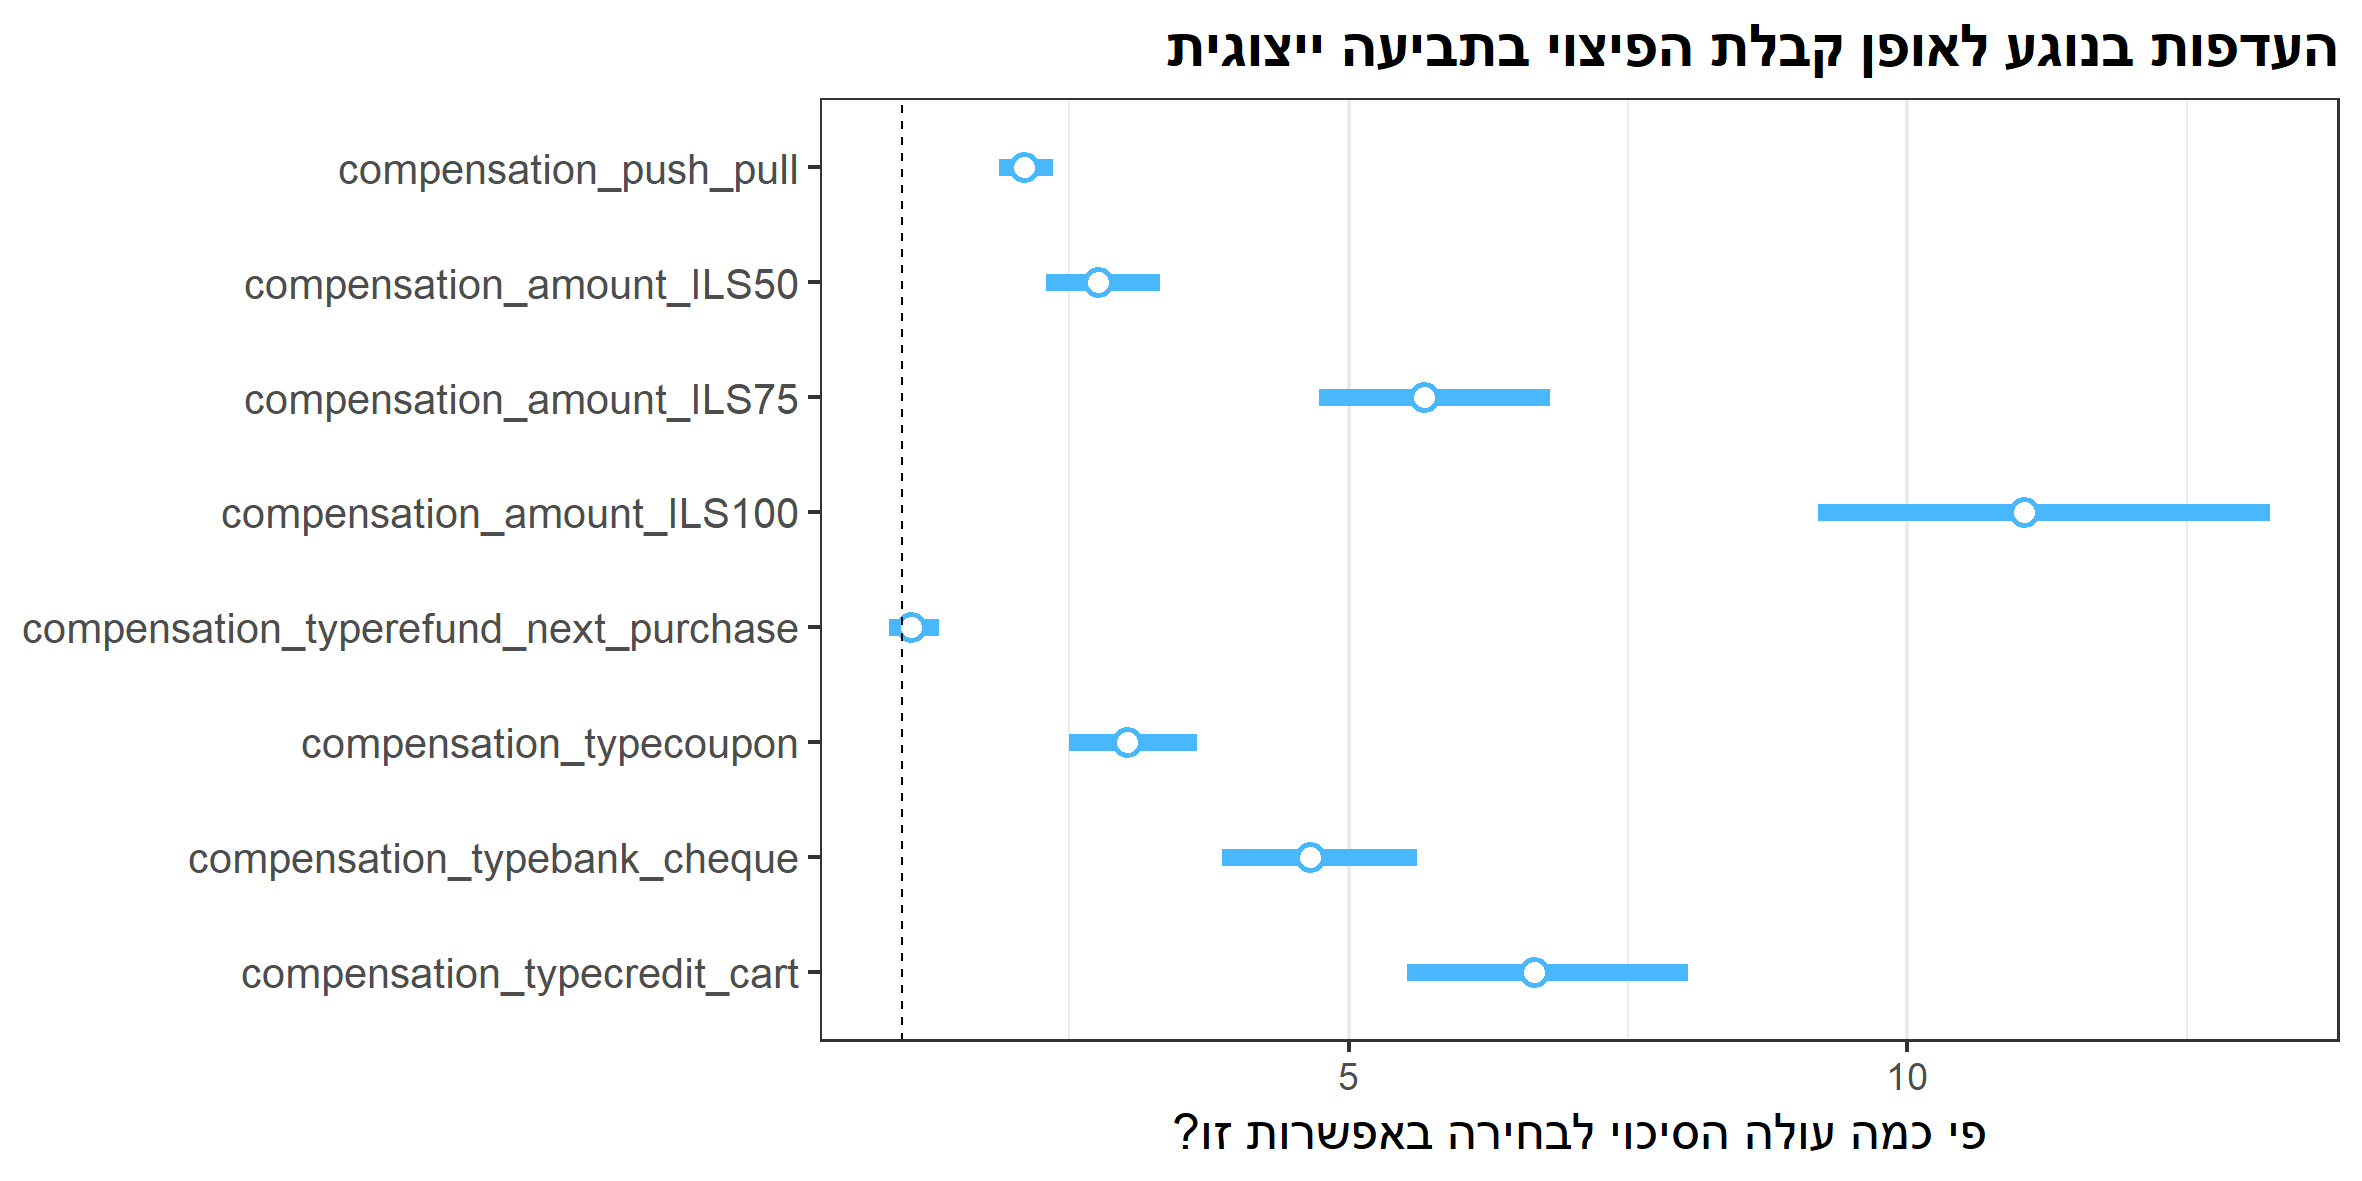 העדפות בנוגע לאופן קבלת הפיצוי בתביעה ייצוגית
compensation_push_pull
compensation_amount_ILS50
compensation_amount_ILS75
compensation_amount_ILS100
compensation_typerefund_next_purchase
compensation_typecoupon
compensation_typebank_cheque
compensation_typecredit_cart
5 10
פי כמה עולה הסיכוי לבחירה באפשרות זו?